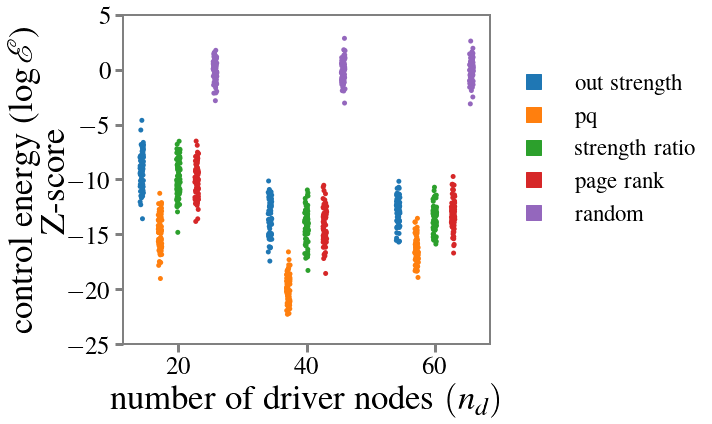 control energy (log ℰ)
Z-score
5
0
−5
−10
−15
−20
−25
20
40
60
number of driver nodes (n_d)
out strength
pq
strength ratio
page rank
random